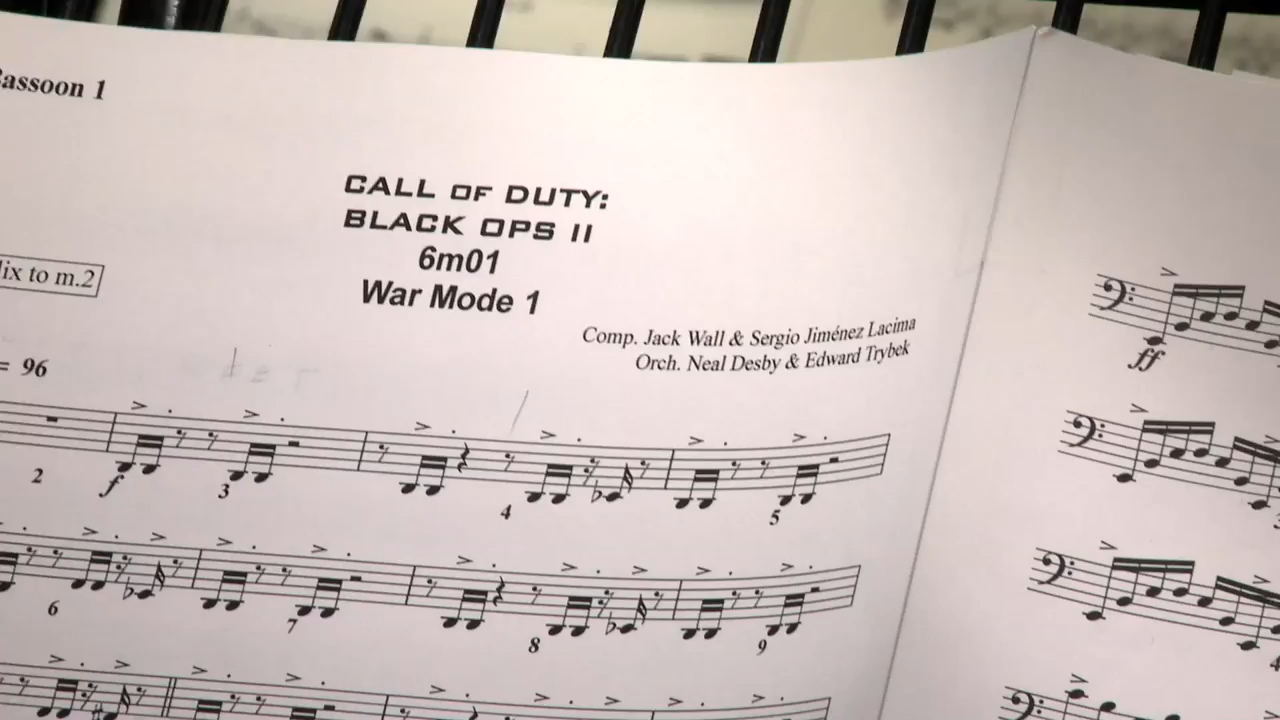 Bassoon 1
CALL OF DUTY:
BLACK OPS II
6m01
War Mode 1
to m.2
Comp. Jack Wall & Sergio Jiménez Lacima
Orch. Neal Desby & Edward Trybek
= 96
ff
f
2
3
4
5
6
7
8
9